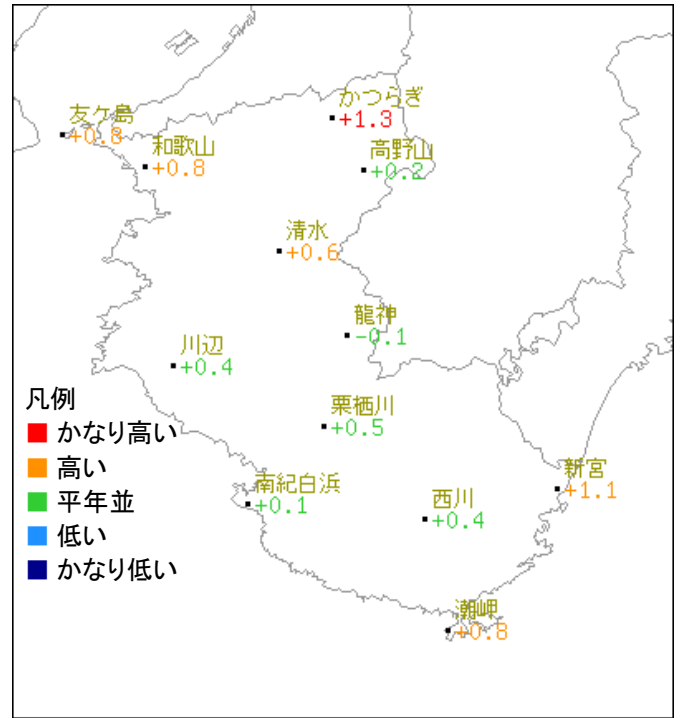 かつらぎ
+1.3
友ケ島
+0.8
和歌山
+0.8
高野山
+0.2
清水
+0.6
龍神
-0.1
川辺
+0.4
栗栖川
+0.5
南紀白浜
+0.1
西川
+0.4
新宮
+1.1
潮岬
+0.8
凡例
かなり高い
高い
平年並
低い
かなり低い